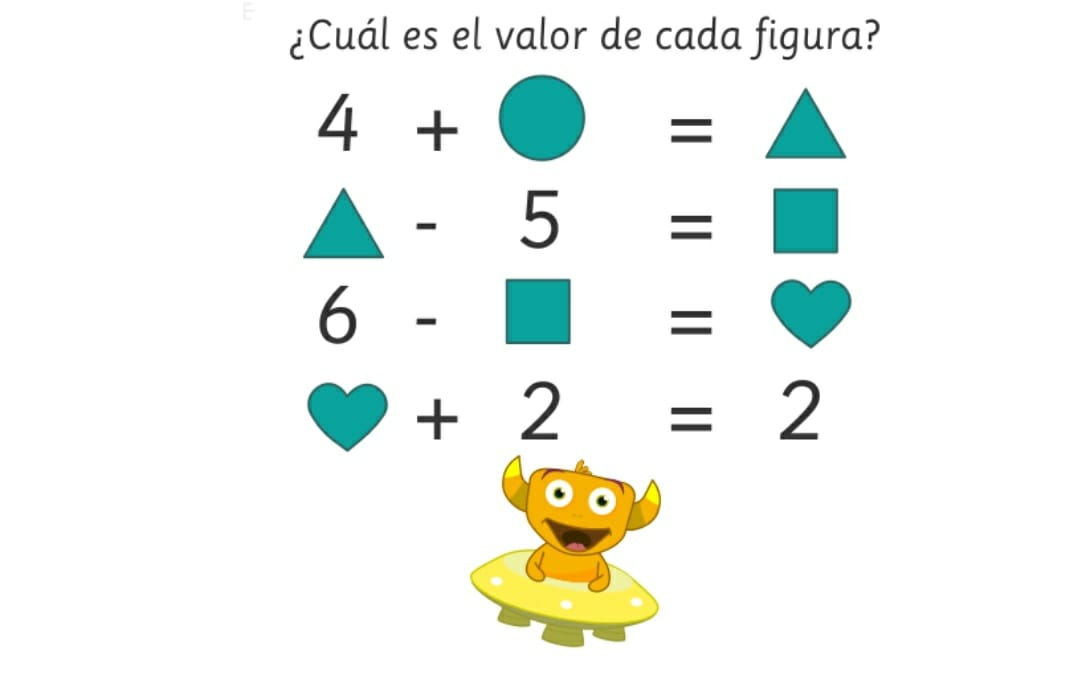 ¿Cuál es el valor de cada figura?
4 + =
- 5 =
6 - =
+ 2 = 2